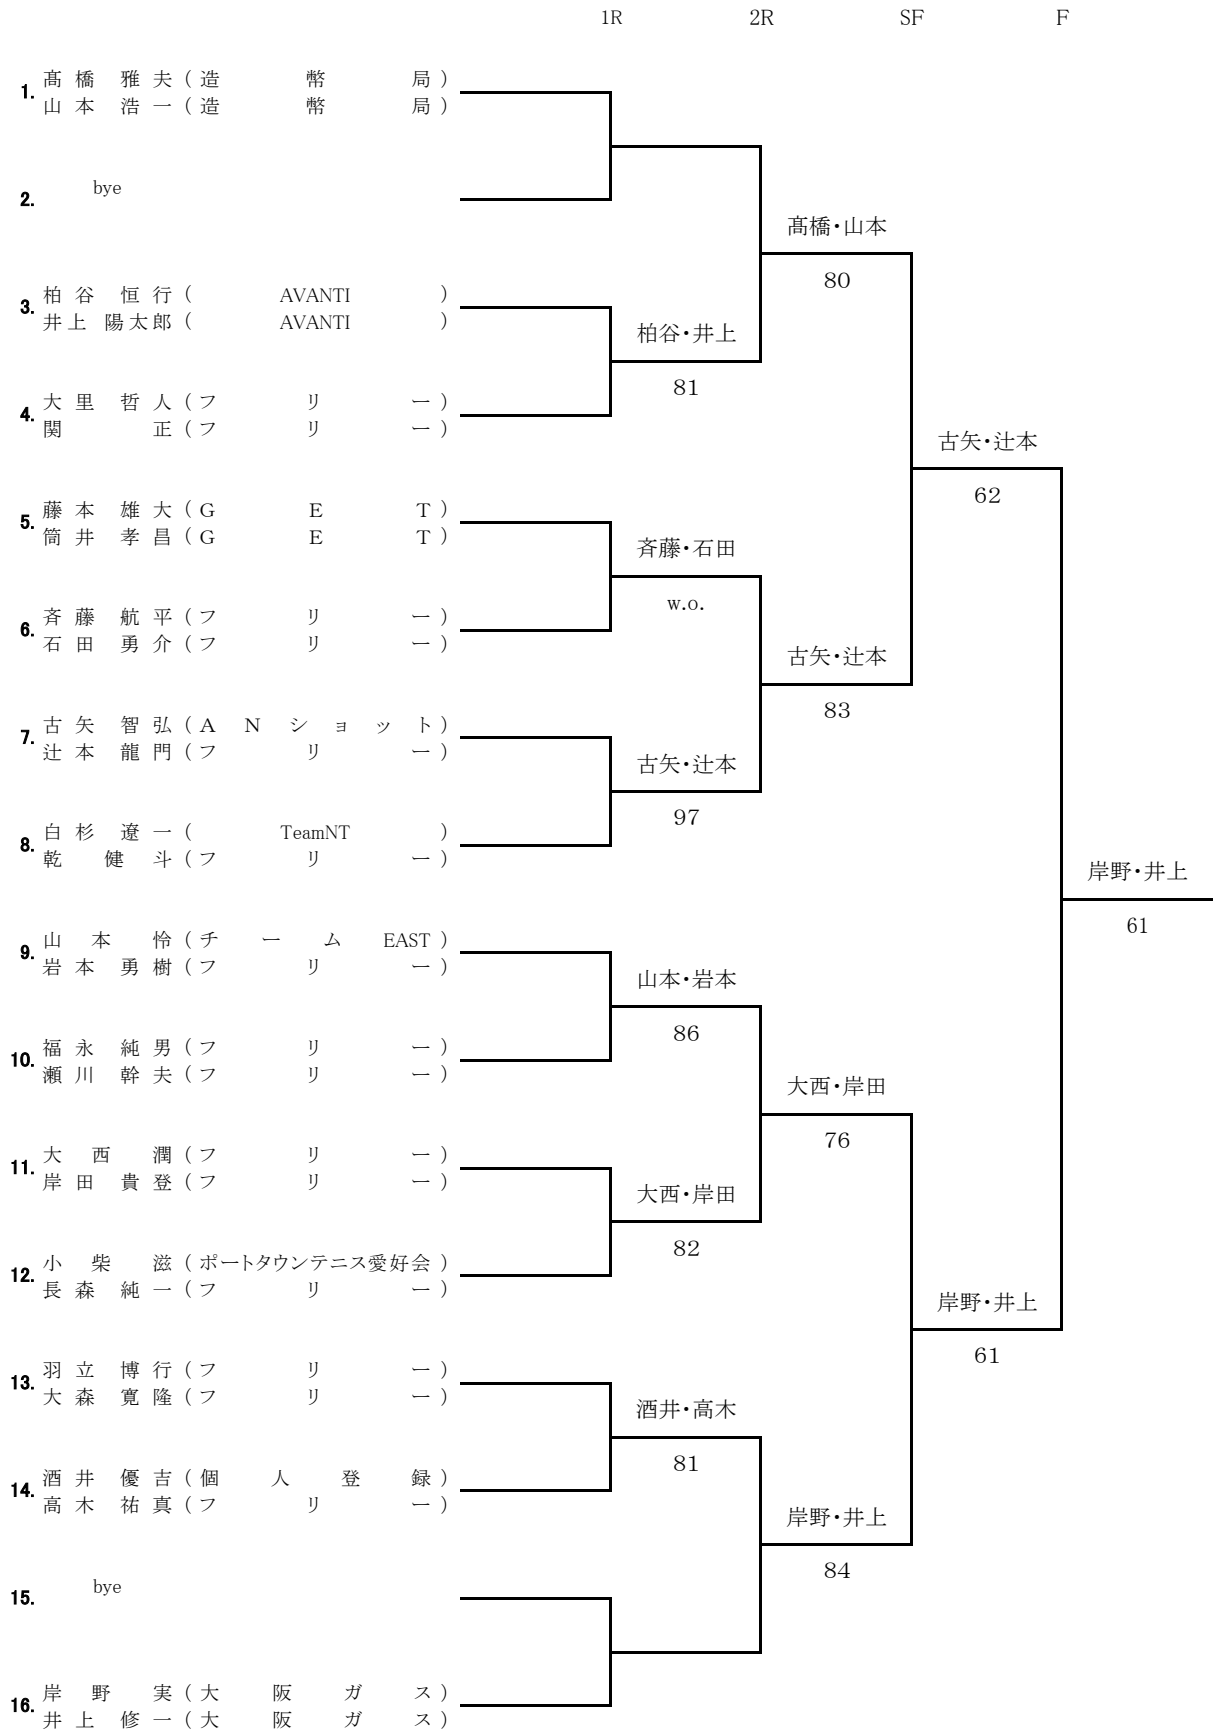 1R 2R SF F
1. 髙橋 雅夫 (造幣局)
山本 浩一 (造幣局)
2. bye
髙橋・山本
80
3. 柏谷 恒行 (AVANTI)
井上 陽太郎 (AVANTI)
柏谷・井上
81
4. 大里 哲人 (フリー)
関 正 (フリー)
古矢・辻本
62
5. 藤本 雄大 (GET)
筒井 孝昌 (GET)
斉藤・石田
w.o.
6. 斉藤 航平 (フリー)
石田 勇介 (フリー)
古矢・辻本
83
7. 古矢 智弘 (ANショット)
辻本 龍門 (フリー)
古矢・辻本
97
8. 白杉 遼一 (TeamNT)
乾 健斗 (フリー)
岸野・井上
61
9. 山本 怜 (チームEAST)
岩本 勇樹 (フリー)
山本・岩本
86
10. 福永 純男 (フリー)
瀬川 幹夫 (フリー)
大西・岸田
76
11. 大西 潤 (フリー)
岸田 貴登 (フリー)
大西・岸田
82
12. 小柴 滋 (ポートタウンテニス愛好会)
長森 純一 (フリー)
岸野・井上
61
13. 羽立 博行 (フリー)
大森 寛隆 (フリー)
酒井・高木
81
14. 酒井 優吉 (個人登録)
高木 祐真 (フリー)
岸野・井上
84
15. bye
16. 岸野 実 (大阪ガス)
井上 修一 (大阪ガス)